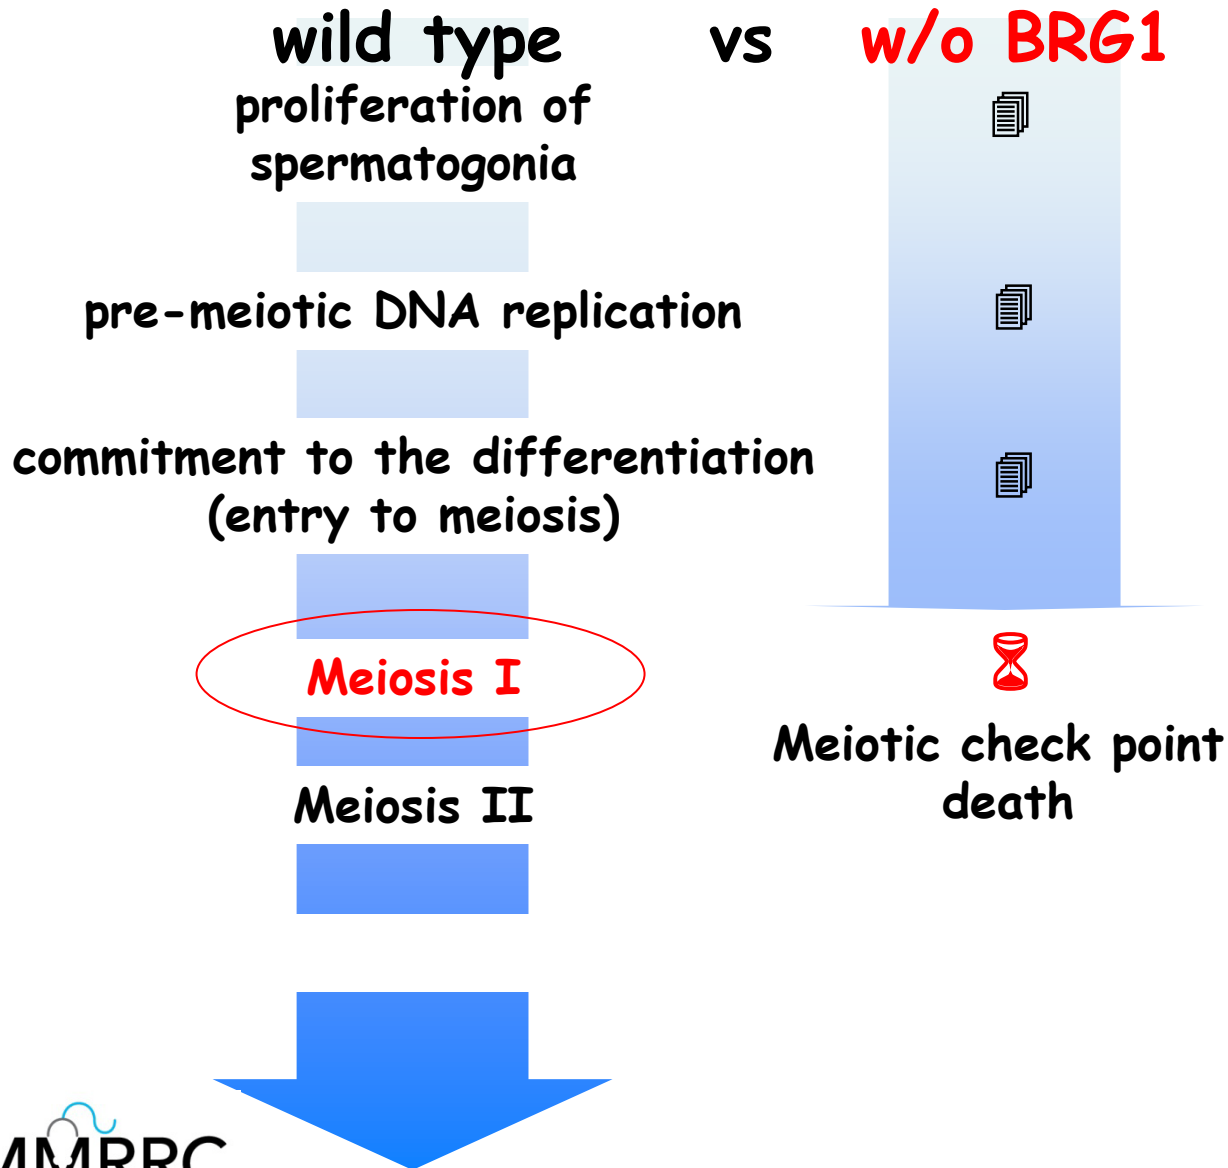 wild type vs w/o BRG1
proliferation of
spermatogonia
pre-meiotic DNA replication
commitment to the differentiation
(entry to meiosis)
Meiosis I
Meiotic check point
death
Meiosis II
MMRRC